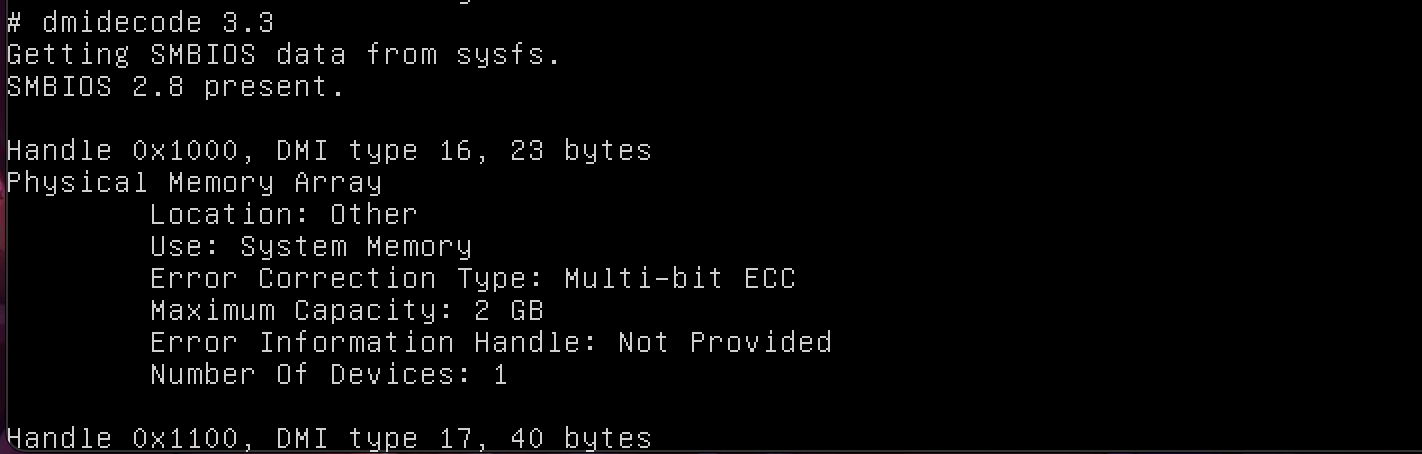 # dmidecode 3.3
Getting SMBIOS data from sysfs.
SMBIOS 2.8 present.
Handle 0x1000, DMI type 16, 23 bytes
Physical Memory Array
Location: Other
Use: System Memory
Error Correction Type: Multi-bit ECC
Maximum Capacity: 2 GB
Error Information Handle: Not Provided
Number Of Devices: 1
Handle 0x1100, DMI type 17, 40 bytes